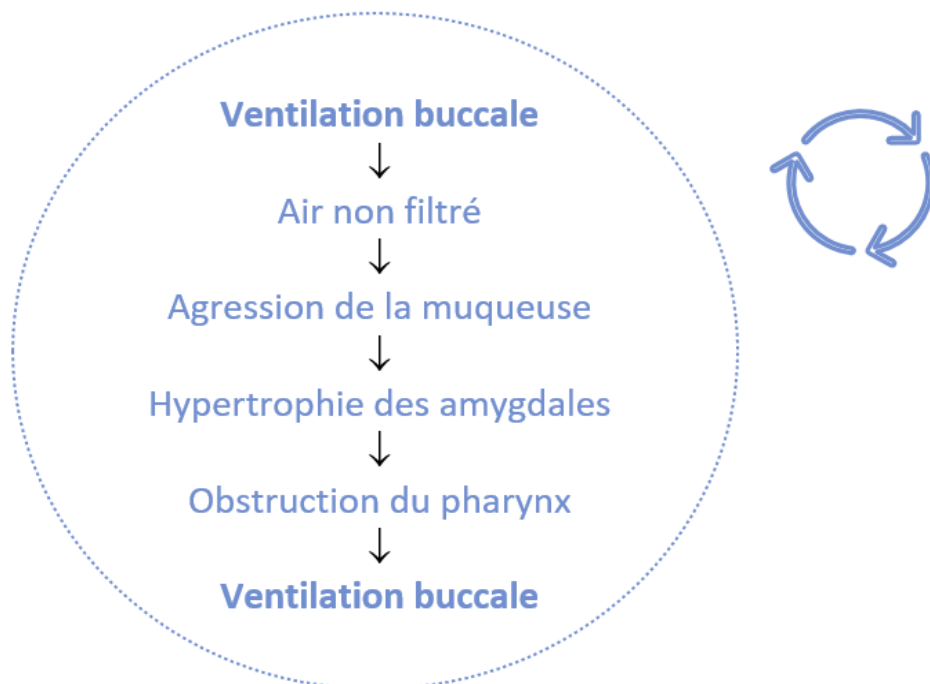 Ventilation buccale
↓
Air non filtré
↓
Agression de la muqueuse
↓
Hypertrophie des amygdales
↓
Obstruction du pharynx
↓
Ventilation buccale